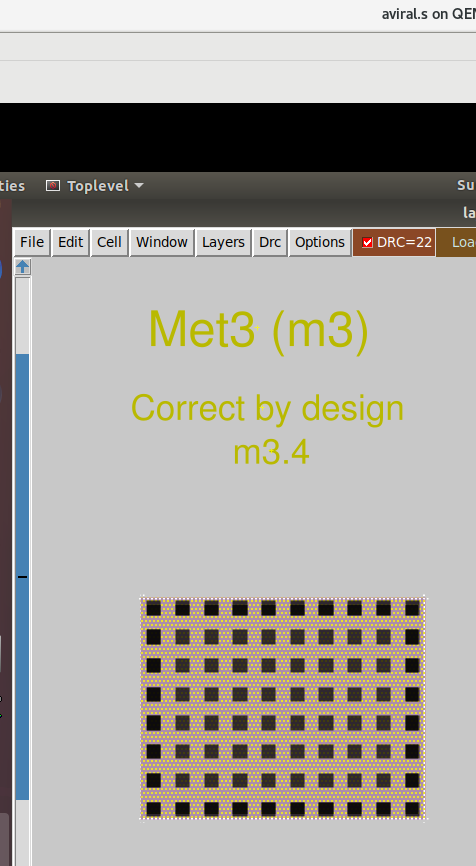 aviral.s on QEM
ties Toplevel Su
la
File Edit Cell Window Layers Drc Options DRC=22 Loa
Met3 (m3)
Correct by design
m3.4